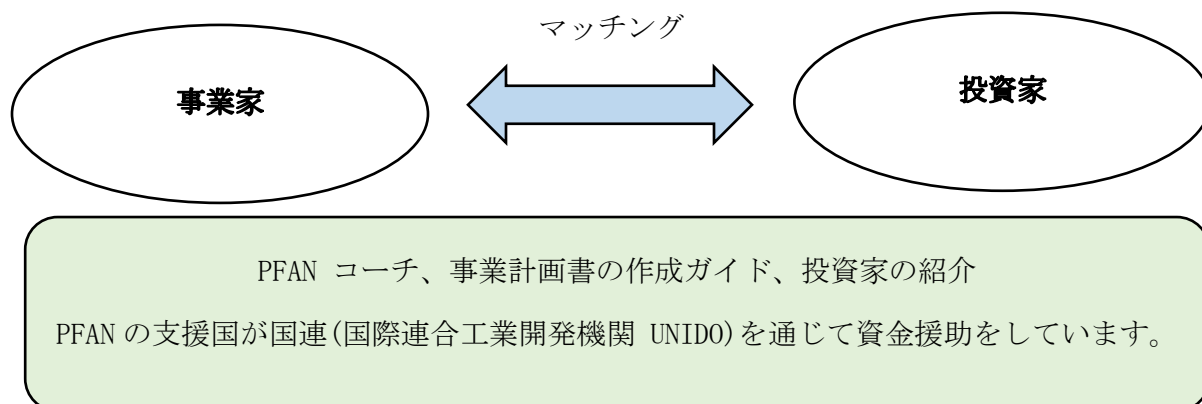 マッチング
事業家
投資家
PFAN コーチ、事業計画書の作成ガイド、投資家の紹介
PFAN の支援国が国連(国際連合工業開発機関 UNIDO)を通じて資金援助をしています。